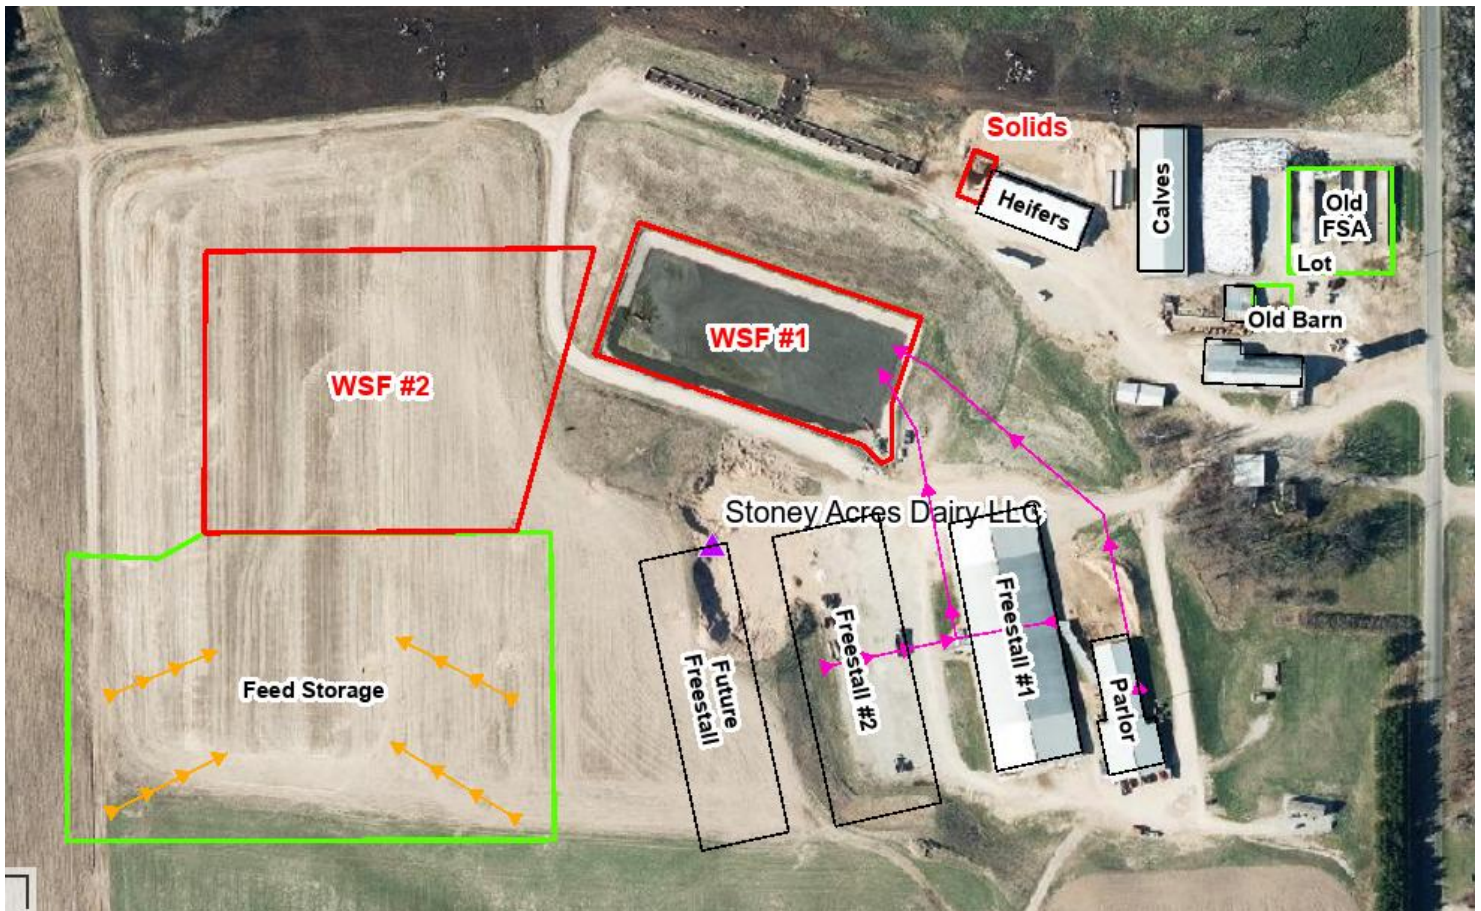 Solids
Heifers
Calves
Old
FSA
Lot
Old Barn
WSF #1
WSF #2
Stoney Acres Dairy LLC
Feed Storage
Future
Freestall
Freestall #2
Freestall #1
Parlor